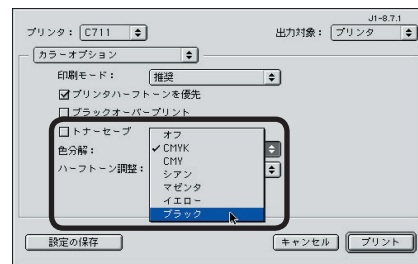 J1-8.7.1
プリンタ： C711 出力対象： プリンタ
カラーオプション
印刷モード： 推奨
プリンタハーフトーンを優先
ブラックオーバープリント
トナーセーブ
色分解：
ハーフトーン調整：
オフ
✓CMYK
CMY
シアン
マゼンタ
イエロー
ブラック
設定の保存 キャンセル プリント